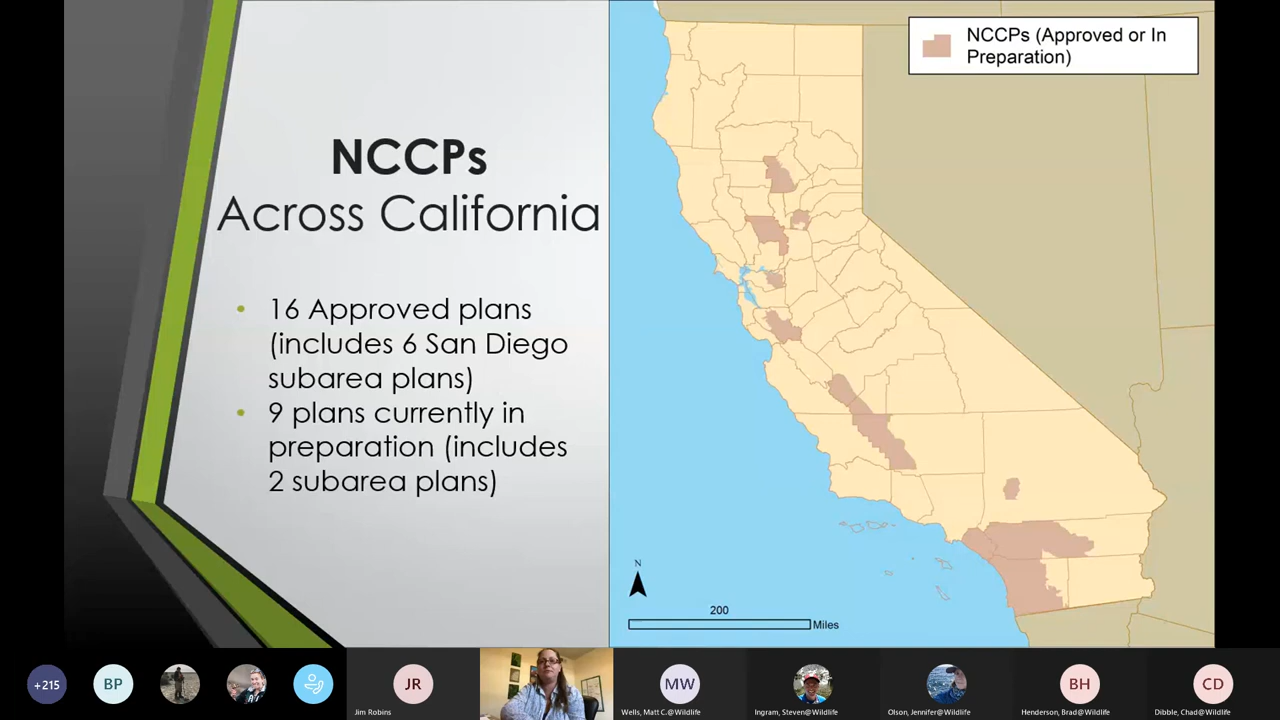 NCCPs
Across California
• 16 Approved plans
(includes 6 San Diego
subarea plans)
• 9 plans currently in
preparation (includes
2 subarea plans)
NCCPs (Approved or In
Preparation)
N
200
Miles
+215
BP
JR
Jim Robins
MW
Wells, Matt C.@Wildlife
Ingram, Steven@Wildlife
Olson, Jennifer@Wildlife
BH
Henderson, Brad@Wildlife
CD
Dibble, Chad@Wildlife